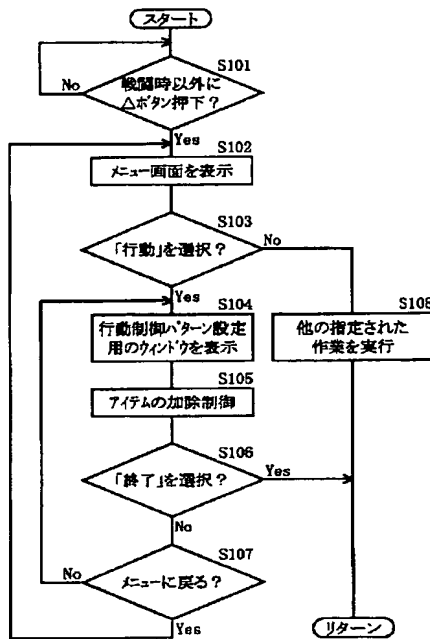 スタート
S101
戦闘時以外に
△ボタン押下？
No
Yes
S102
メニュー画面を表示
S103
「行動」を選択？
No
Yes
S104
行動制御パターン設定
用のウィンドウを表示
S108
他の指定された
作業を実行
S105
アイテムの加除制御
S106
「終了」を選択？
Yes
No
S107
メニューに戻る？
No
Yes
リターン